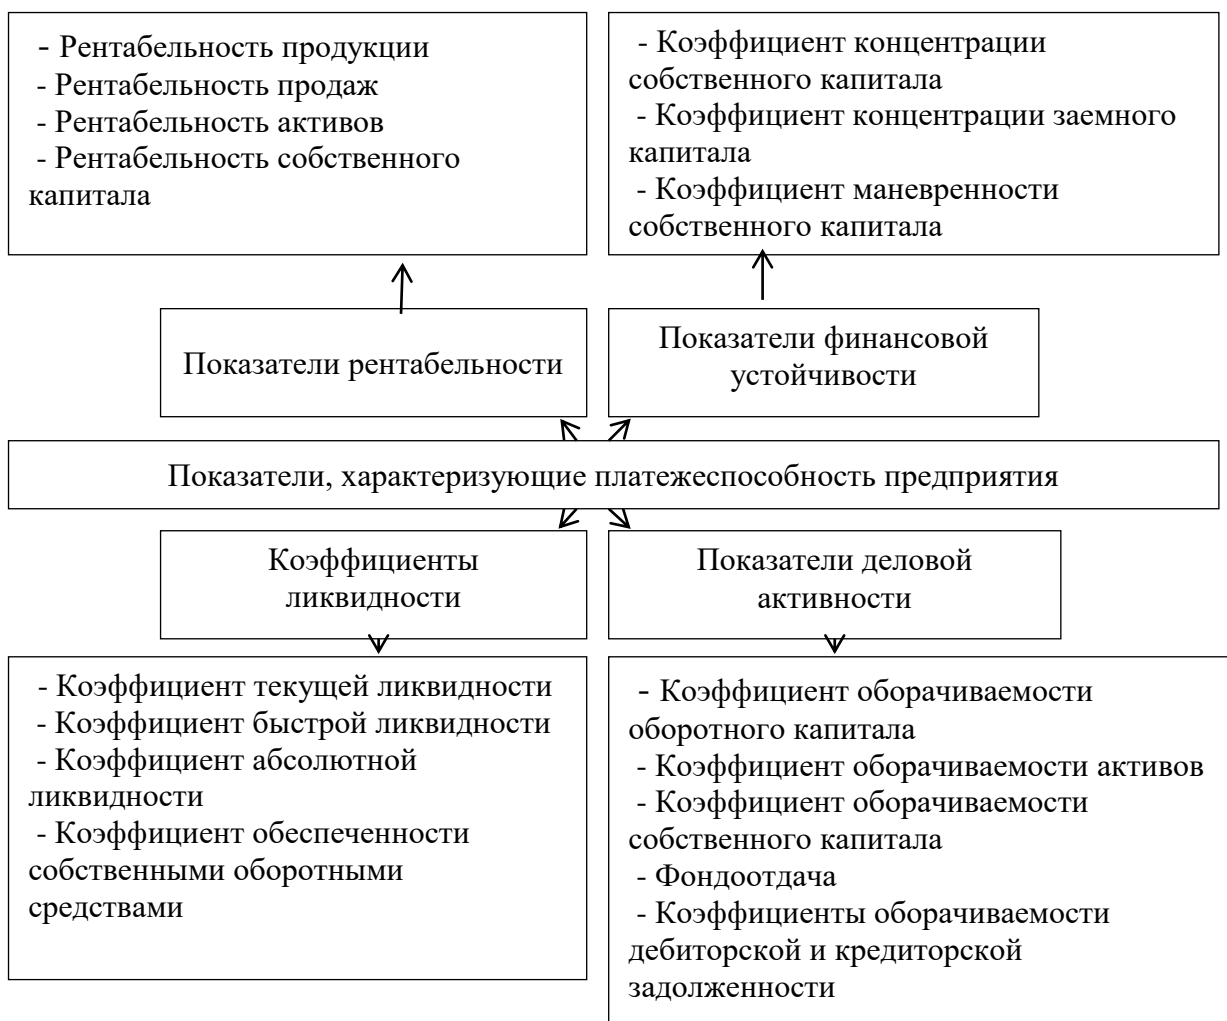 - Рентабельность продукции
- Рентабельность продаж
- Рентабельность активов
- Рентабельность собственного
капитала
- Коэффициент концентрации
собственного капитала
- Коэффициент концентрации заемного
капитала
- Коэффициент маневренности
собственного капитала
Показатели рентабельности
Показатели финансовой
устойчивости
Показатели, характеризующие платежеспособность предприятия
Коэффициенты
ликвидности
Показатели деловой
активности
- Коэффициент текущей ликвидности
- Коэффициент быстрой ликвидности
- Коэффициент абсолютной
ликвидности
- Коэффициент обеспеченности
собственными оборотными
средствами
- Коэффициент оборачиваемости
оборотного капитала
- Коэффициент оборачиваемости активов
- Коэффициент оборачиваемости
собственного капитала
- Фондоотдача
- Коэффициенты оборачиваемости
дебиторской и кредиторской
задолженности